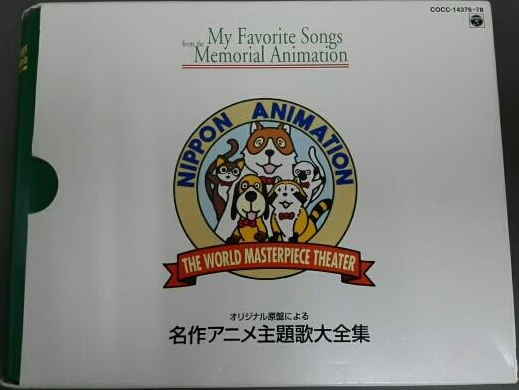 COCC-14376-78
My Favorite Songs
from the Memorial Animation
NIPPON ANIMATION
THE WORLD MASTERPIECE THEATER
オリジナル原盤による
名作アニメ主題歌大全集